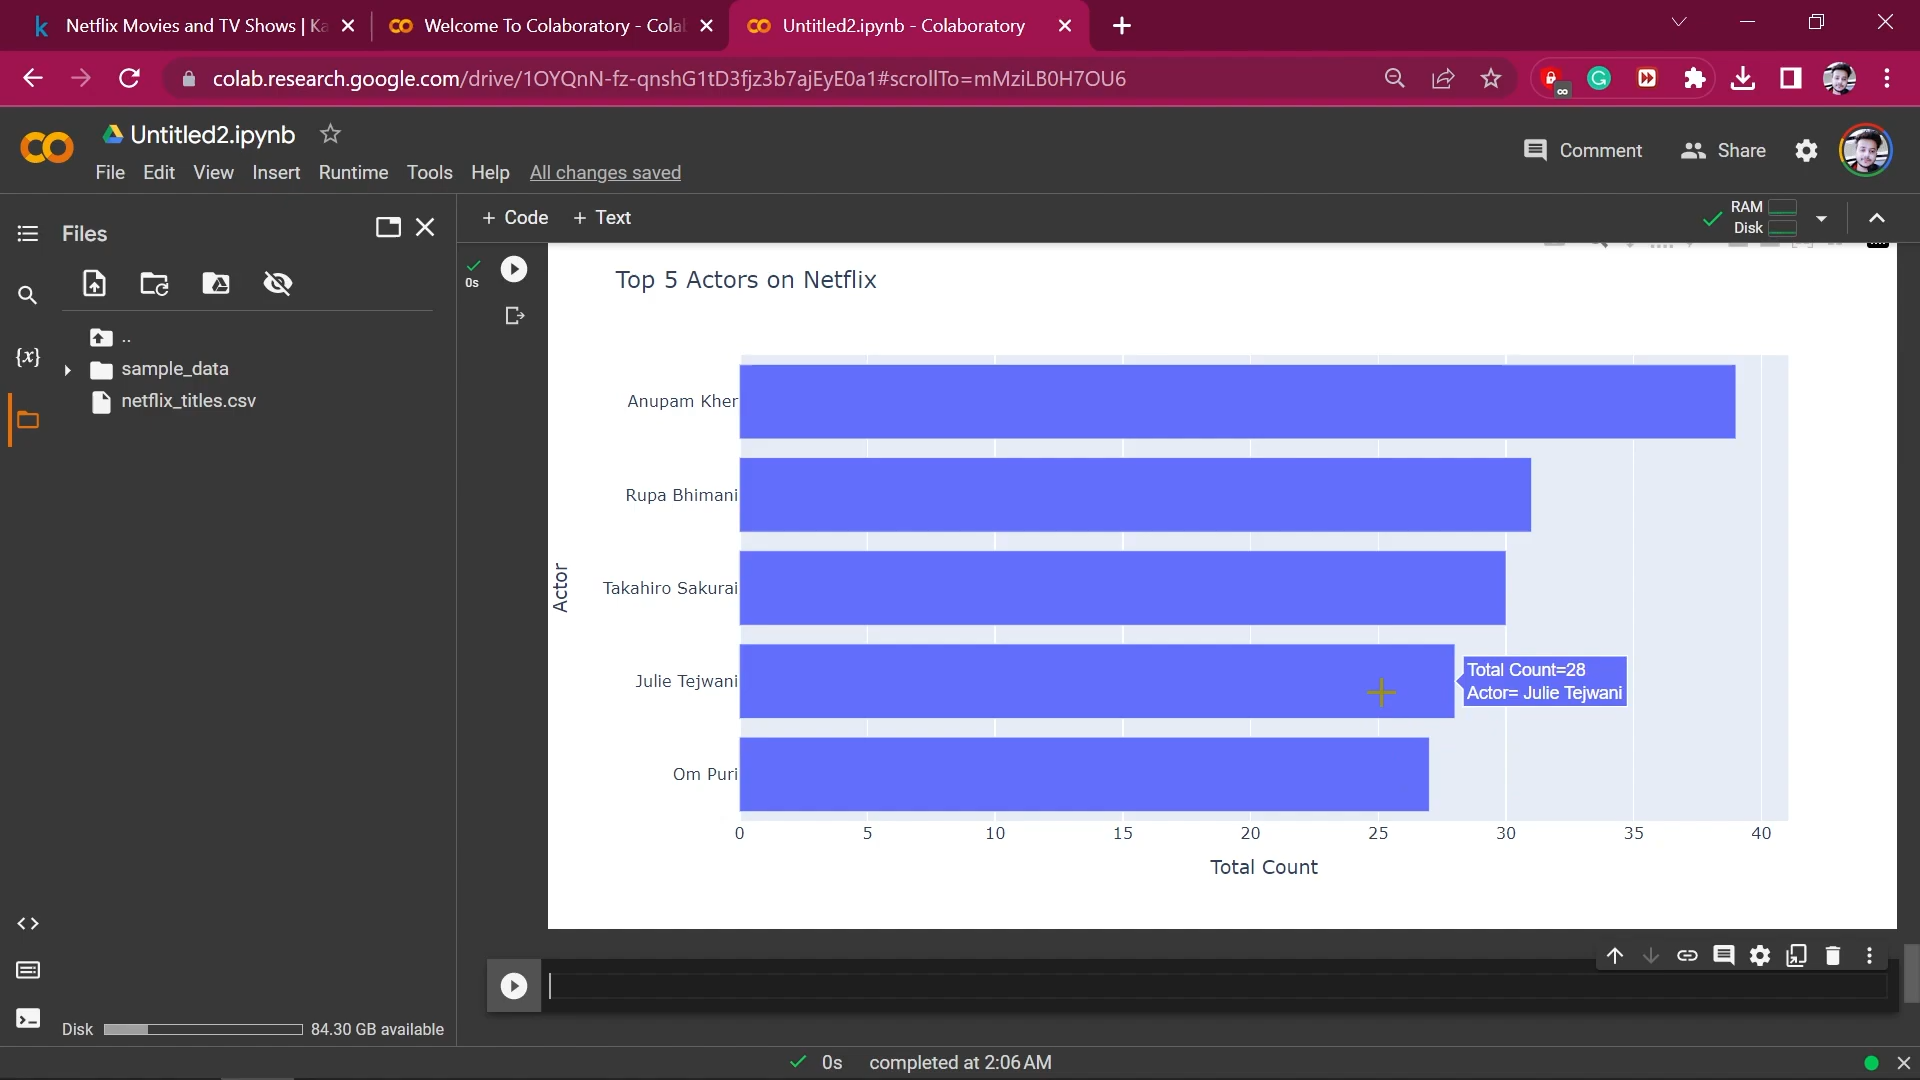 Netflix Movies and TV Shows | Ka
Welcome To Colaboratory - Colab
Untitled2.ipynb - Colaboratory
colab.research.google.com/drive/1OYQnN-fz-qnshG1tD3fjz3b7ajEyE0a1#scrollTo=mMziLB0H7OU6
Untitled2.ipynb
File Edit View Insert Runtime Tools Help All changes saved
Comment
Share
Files
+ Code + Text
RAM
Disk
..
sample_data
netflix_titles.csv
{x}
0s
Top 5 Actors on Netflix
Anupam Kher
Rupa Bhimani
Takahiro Sakurai
Julie Tejwani
Om Puri
Actor
Total Count=28
Actor= Julie Tejwani
0 5 10 15 20 25 30 35 40
Total Count
Disk
84.30 GB available
0s completed at 2:06 AM